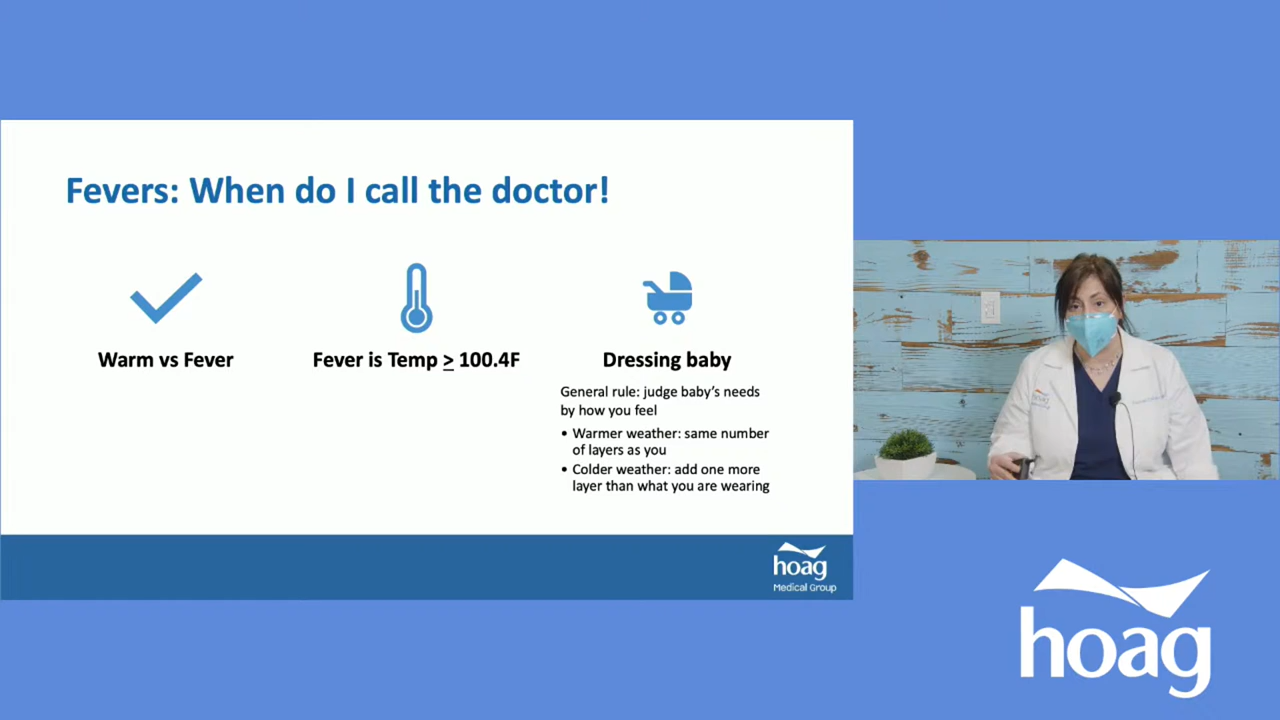 Fevers: When do I call the doctor!
Warm vs Fever
Fever is Temp ≥ 100.4F
Dressing baby
General rule: judge baby's needs
by how you feel
• Warmer weather: same number
of layers as you
• Colder weather: add one more
layer than what you are wearing
hoag
Medical Group
hoag
hoag